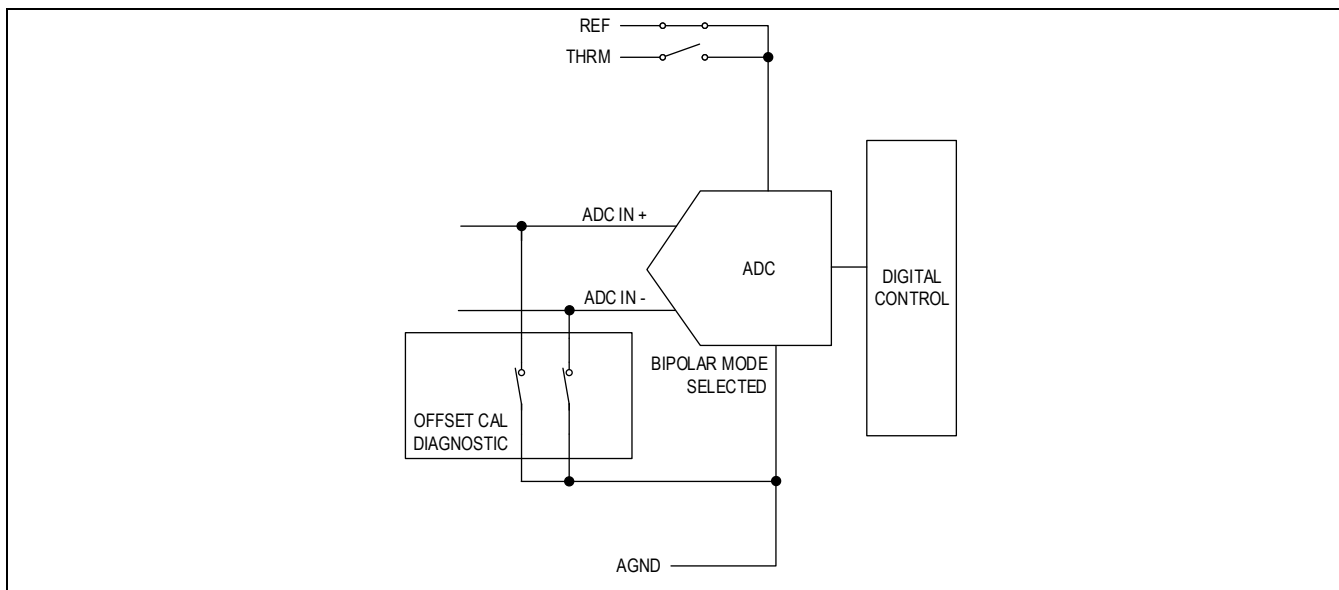 REF
THRM
ADC IN +
ADC IN -
ADC
DIGITAL
CONTROL
BIPOLAR MODE
SELECTED
OFFSET CAL
DIAGNOSTIC
AGND